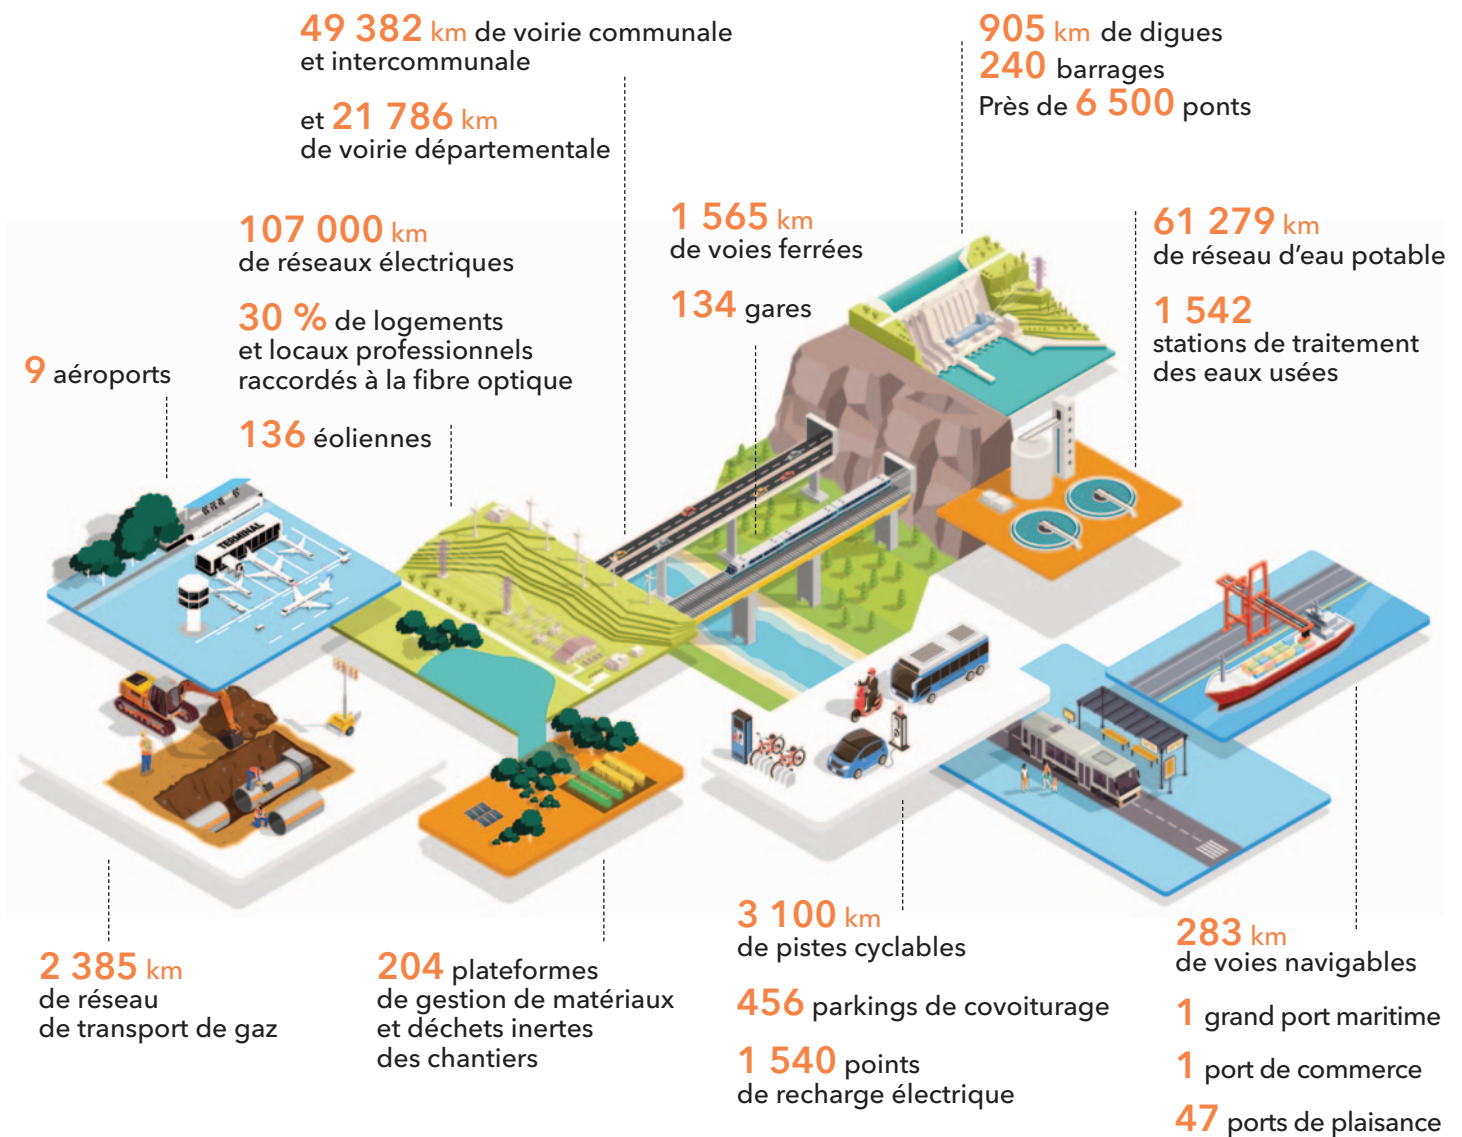 49 382 km de voirie communale
et intercommunale
et 21 786 km
de voirie départementale
905 km de digues
240 barrages
Près de 6 500 ponts
107 000 km
de réseaux électriques
30 % de logements
et locaux professionnels
raccordés à la fibre optique
136 éoliennes
1 565 km
de voies ferrées
134 gares
61 279 km
de réseau d'eau potable
1 542
stations de traitement
des eaux usées
9 aéroports
TERMINAL
2 385 km
de réseau
de transport de gaz
204 plateformes
de gestion de matériaux
et déchets inertes
des chantiers
3 100 km
de pistes cyclables
456 parkings de covoiturage
1 540 points
de recharge électrique
283 km
de voies navigables
1 grand port maritime
1 port de commerce
47 ports de plaisance